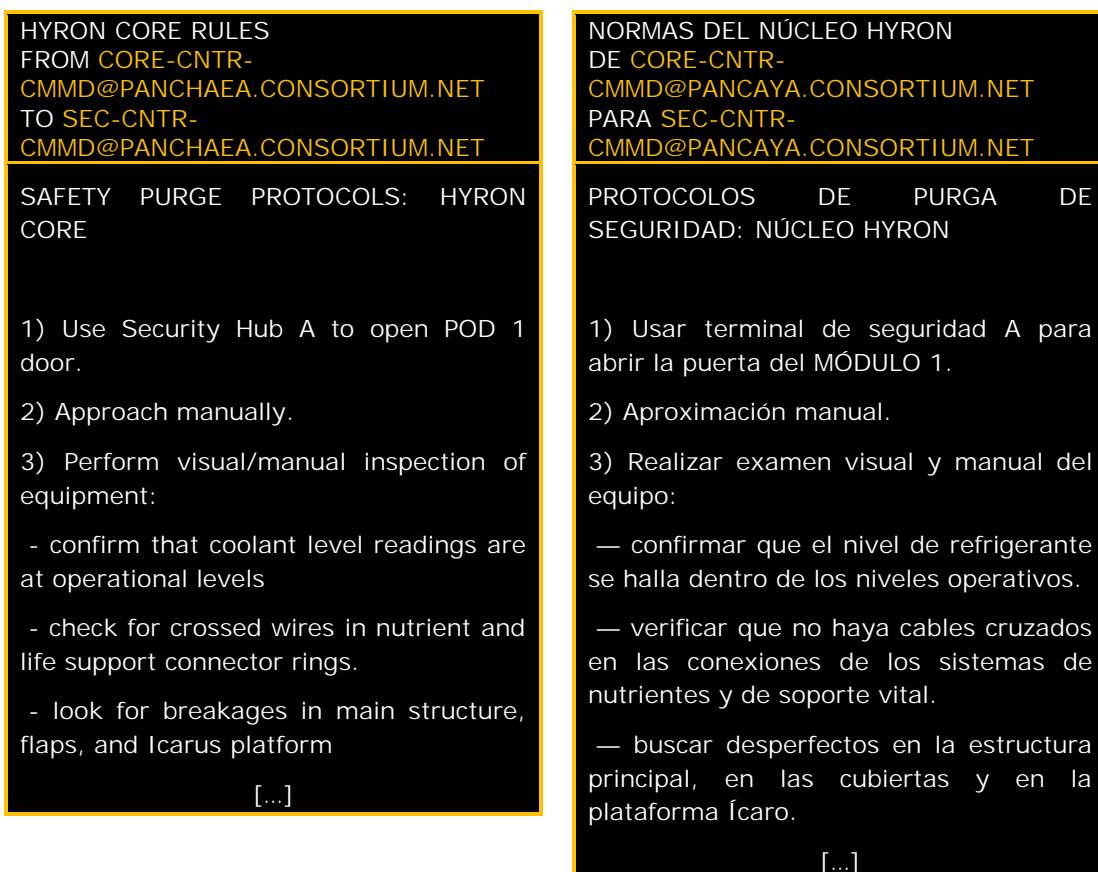 HYRON CORE RULES
FROM CORE-CNTR-
CMMD@PANCHAEA.CONSORTIUM.NET
TO SEC-CNTR-
CMMD@PANCHAEA.CONSORTIUM.NET
SAFETY PURGE PROTOCOLS: HYRON
CORE
1) Use Security Hub A to open POD 1
door.
2) Approach manually.
3) Perform visual/manual inspection of
equipment:
- confirm that coolant level readings are
at operational levels
- check for crossed wires in nutrient and
life support connector rings.
- look for breakages in main structure,
flaps, and Icarus platform
[…]
NORMAS DEL NÚCLEO HYRON
DE CORE-CNTR-
CMMD@PANCAYA.CONSORTIUM.NET
PARA SEC-CNTR-
CMMD@PANCAYA.CONSORTIUM.NET
PROTOCOLOS DE PURGA DE
SEGURIDAD: NÚCLEO HYRON
1) Usar terminal de seguridad A para
abrir la puerta del MÓDULO 1.
2) Aproximación manual.
3) Realizar examen visual y manual del
equipo:
— confirmar que el nivel de refrigerante
se halla dentro de los niveles operativos.
— verificar que no haya cables cruzados
en las conexiones de los sistemas de
nutrientes y de soporte vital.
— buscar desperfectos en la estructura
principal, en las cubiertas y en la
plataforma Ícaro.
[…]